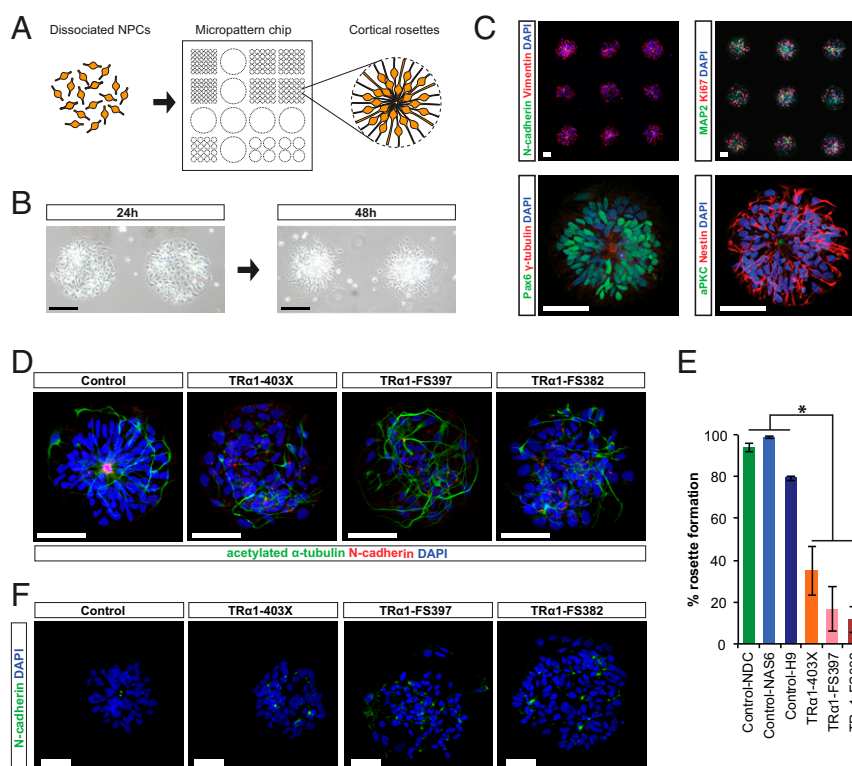 A
Dissociated NPCs
Micropattern chip
Cortical rosettes
B
24h
48h
C
N-cadherin Vimentin DAPI
MAP2 Ki67 DAPI
Pax6 γ-tubulin DAPI
aPKC Nestin DAPI
D
Control
TRα1-403X
TRα1-FS397
TRα1-FS382
acetylated α-tubulin N-cadherin DAPI
E
*
% rosette formation
100
80
60
40
20
0
Control-NDC
Control-NAS6
Control-H9
TRα1-403X
TRα1-FS397
F
Control
TRα1-403X
TRα1-FS397
TRα1-FS382
N-cadherin DAPI